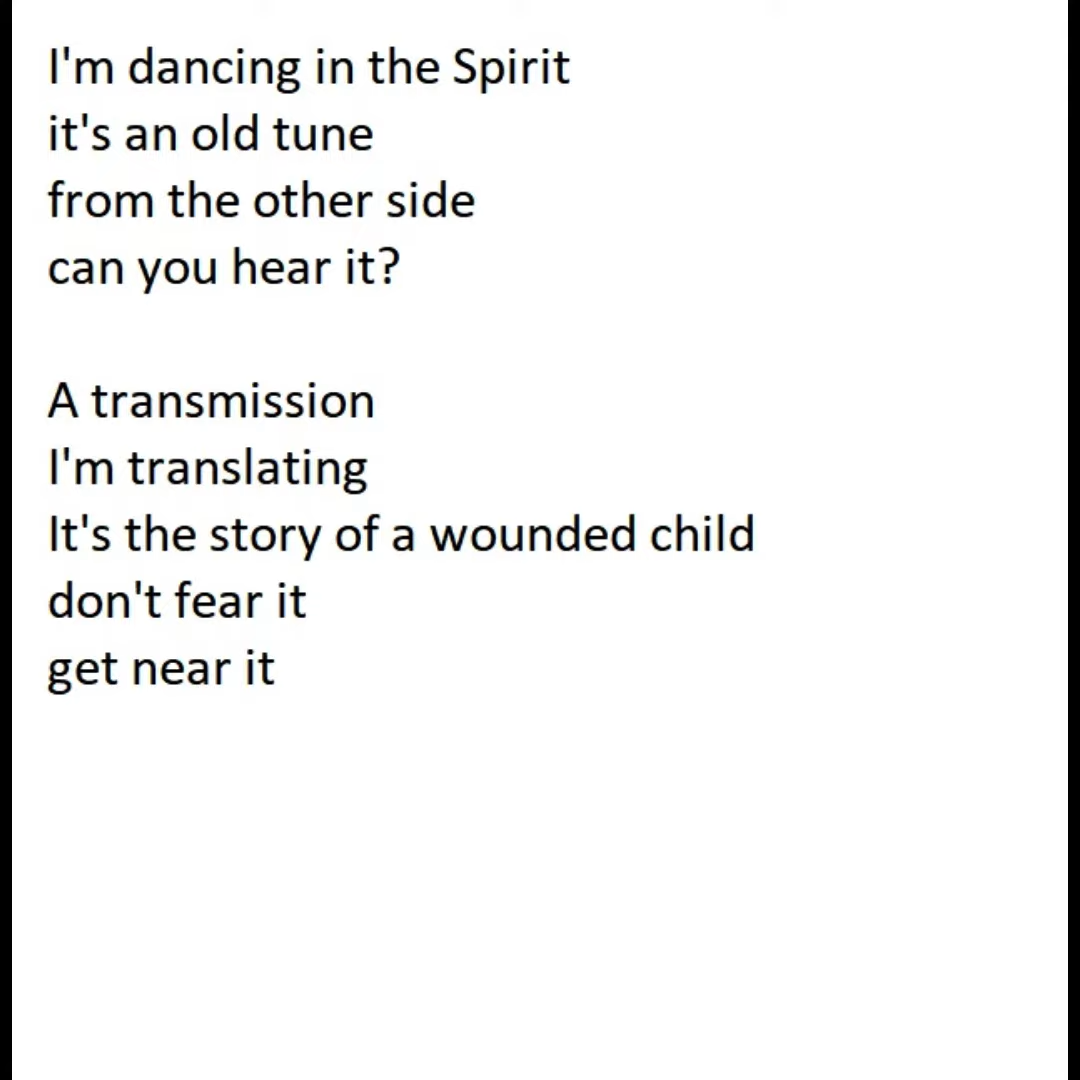 I'm dancing in the Spirit
it's an old tune
from the other side
can you hear it?

A transmission
I'm translating
It's the story of a wounded child
don't fear it
get near it